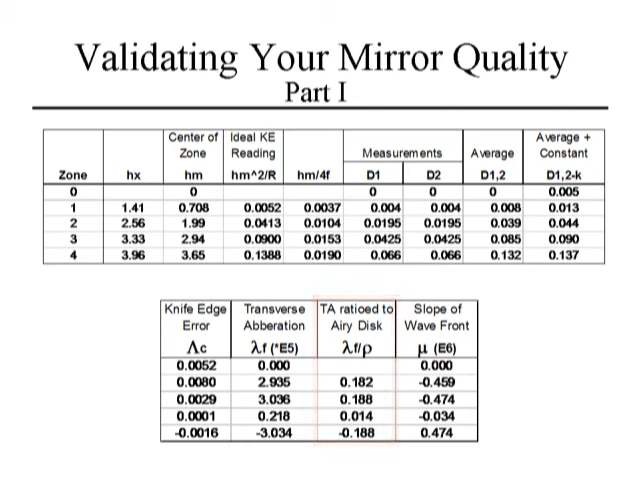 Validating Your Mirror Quality
Part I
Center of Ideal KE Average +
Zone Reading Measurements Average Constant
Zone hx hm hm^2/R hm/4f D1 D2 D1,2 D1,2-k
0 0 0 0 0 0.005
1 1.41 0.708 0.0052 0.0037 0.004 0.004 0.008 0.013
2 2.56 1.99 0.0413 0.0104 0.0195 0.0195 0.039 0.044
3 3.33 2.94 0.0900 0.0153 0.0425 0.0425 0.085 0.090
4 3.96 3.65 0.1388 0.0190 0.066 0.066 0.132 0.137
Knife Edge Transverse TA ratioed to Slope of
Error Abberation Airy Disk Wave Front
Λc λf (*E5) λf/ρ μ (E6)
0.0052 0.000 0.000
0.0080 2.935 0.182 -0.459
0.0029 3.036 0.188 -0.474
0.0001 0.218 0.014 -0.034
-0.0016 -3.034 -0.188 0.474